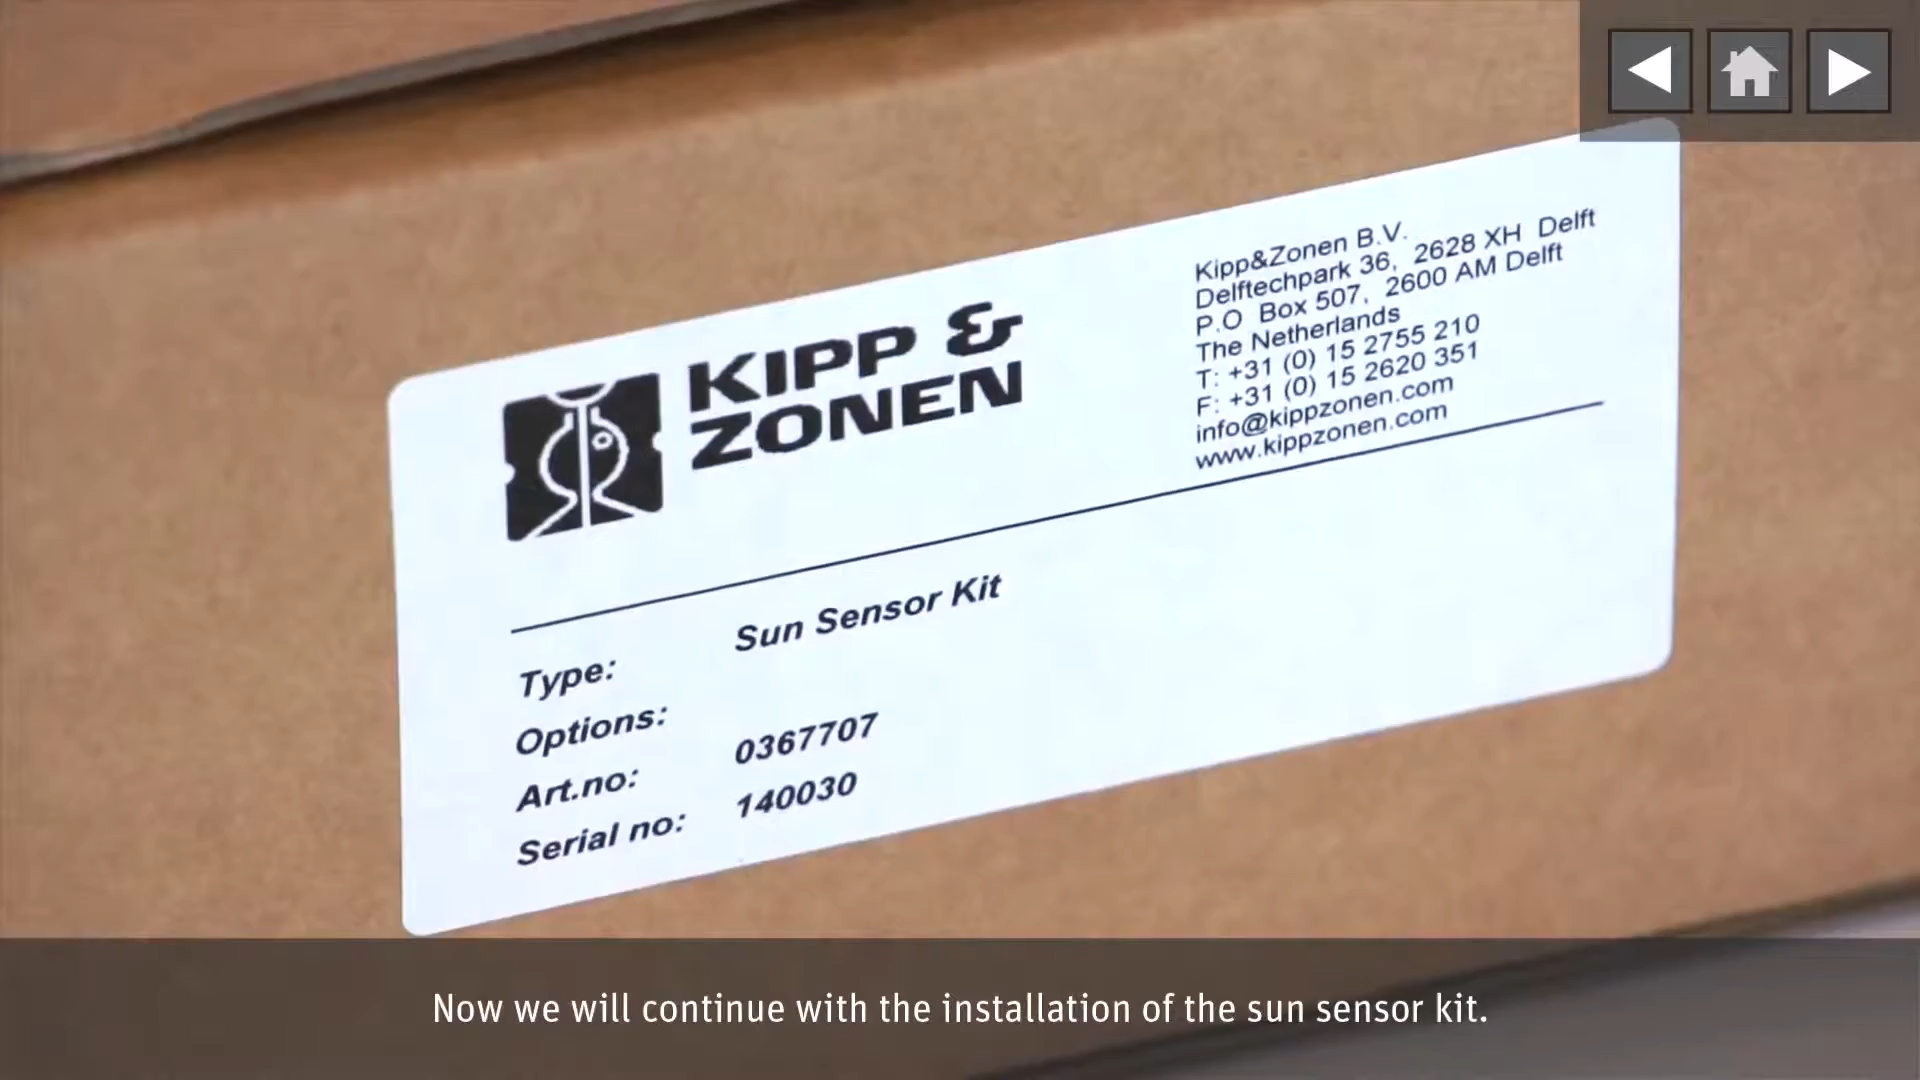 KIPP &
ZONEN
Kipp&Zonen B.V.
Delftechpark 36, 2628 XH Delft
P.O Box 507, 2600 AM Delft
The Netherlands
T: +31 (0) 15 2755 210
F: +31 (0) 15 2620 351
info@kippzonen.com
www.kippzonen.com
Type: Sun Sensor Kit
Options:
Art.no: 0367707
Serial no: 140030
Now we will continue with the installation of the sun sensor kit.